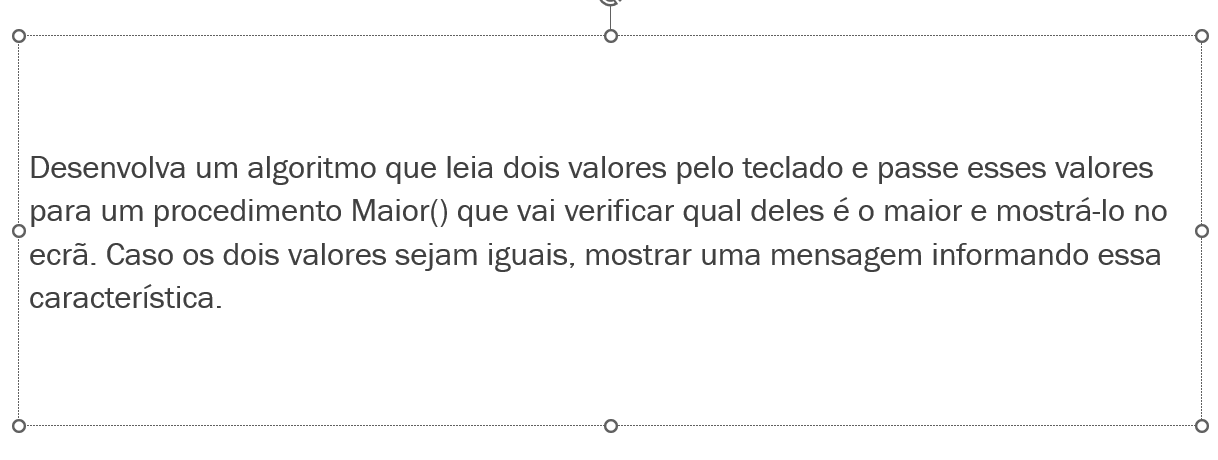 Desenvolva um algoritmo que leia dois valores pelo teclado e passe esses valores
para um procedimento Maior() que vai verificar qual deles é o maior e mostrá-lo no
ecrã. Caso os dois valores sejam iguais, mostrar uma mensagem informando essa
característica.